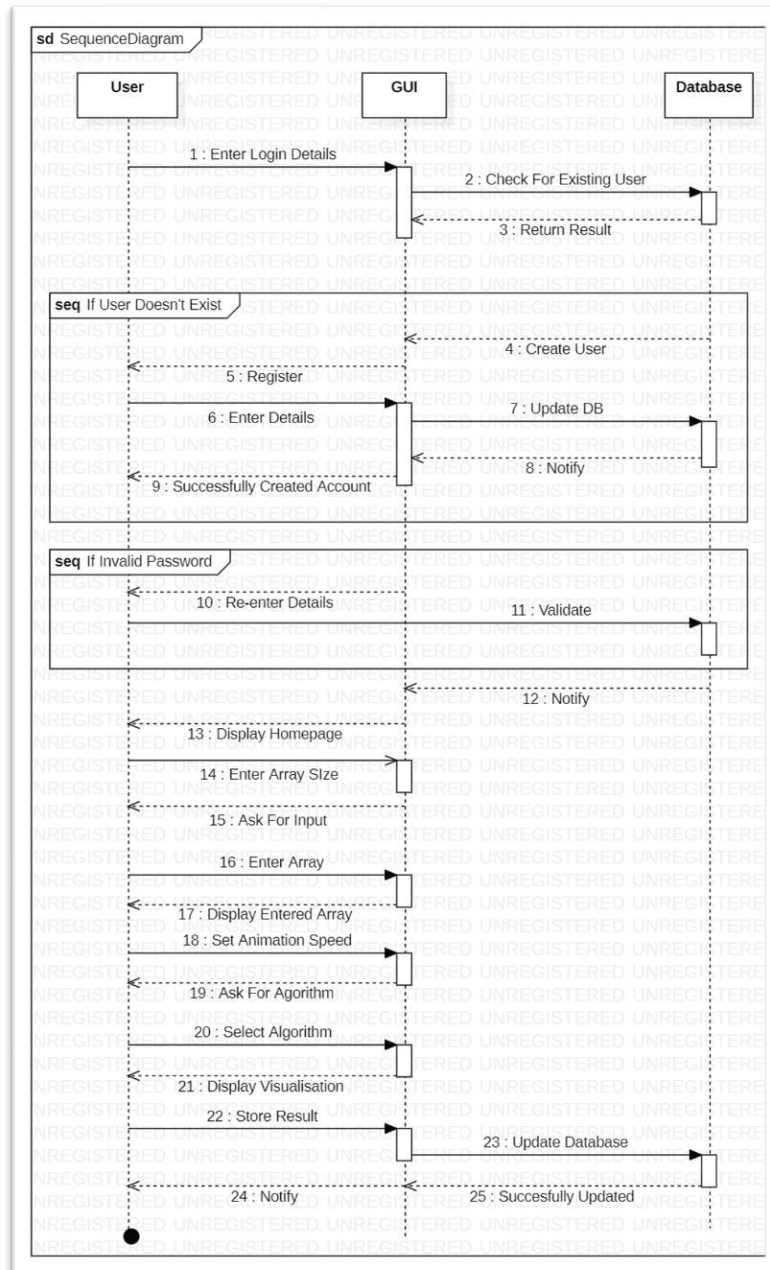 sd SequenceDiagram
User
GUI
Database
1 : Enter Login Details
2 : Check For Existing User
3 : Return Result
seq If User Doesn't Exist
4 : Create User
5 : Register
6 : Enter Details
7 : Update DB
8 : Notify
9 : Successfully Created Account
seq If Invalid Password
10 : Re-enter Details
11 : Validate
12 : Notify
13 : Display Homepage
14 : Enter Array SIze
15 : Ask For Input
16 : Enter Array
17 : Display Entered Array
18 : Set Animation Speed
19 : Ask For Agorithm
20 : Select Algorithm
21 : Display Visualisation
22 : Store Result
23 : Update Database
24 : Notify
25 : Succesfully Updated